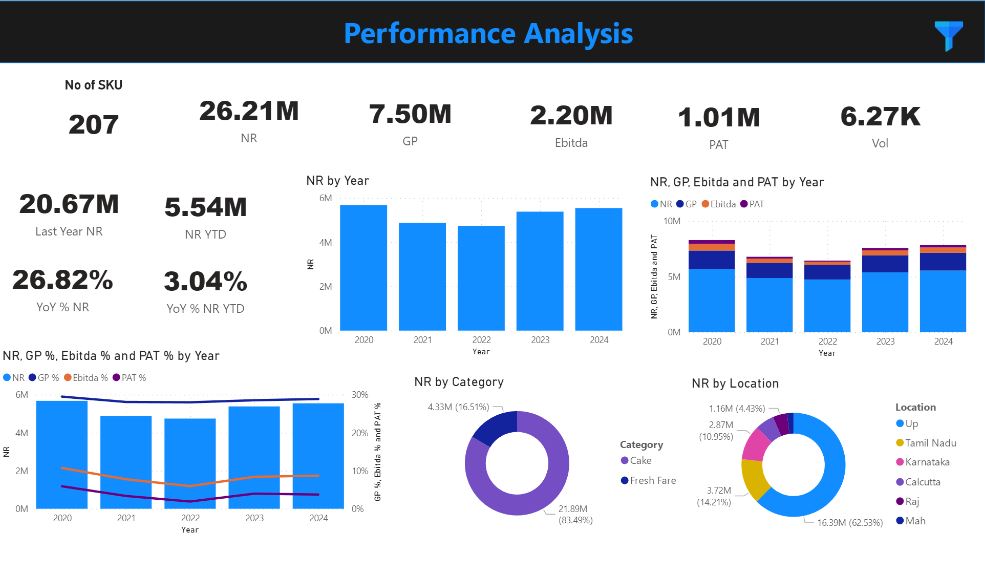 Performance Analysis
No of SKU
207
26.21M
NR
7.50M
GP
2.20M
Ebitda
1.01M
PAT
6.27K
Vol
20.67M
Last Year NR
5.54M
NR YTD
26.82%
YoY % NR
3.04%
YoY % NR YTD
NR by Year
6M
4M
2M
0M
NR
2020 2021 2022 2023 2024
Year
NR, GP, Ebitda and PAT by Year
NR GP Ebitda PAT
10M
5M
0M
NR, GP, Ebitda and PAT
2020 2021 2022 2023 2024
Year
NR, GP %, Ebitda % and PAT % by Year
NR GP % Ebitda % PAT %
6M
4M
2M
0M
NR
30%
20%
10%
0%
GP %, Ebitda % and PAT %
2020 2021 2022 2023 2024
Year
NR by Category
4.33M (16.51%)
21.89M
(83.49%)
Category
Cake
Fresh Fare
NR by Location
1.16M (4.43%)
2.87M
(10.95%)
3.72M
(14.21%)
16.39M (62.53%)
Location
Up
Tamil Nadu
Karnataka
Calcutta
Raj
Mah